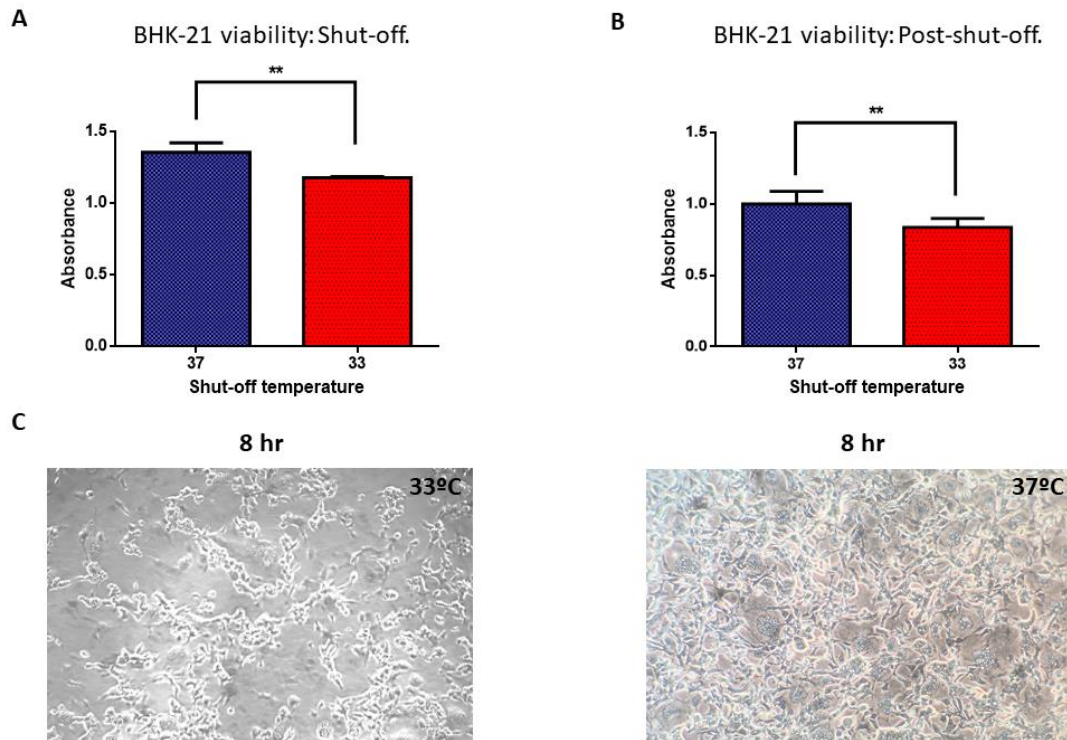 A
BHK-21 viability: Shut-off.
**
1.5
1.0
0.5
0.0
Absorbance
37
33
Shut-off temperature
B
BHK-21 viability: Post-shut-off.
**
1.5
1.0
0.5
0.0
Absorbance
37
33
Shut-off temperature
C
8 hr
33ºC
8 hr
37ºC